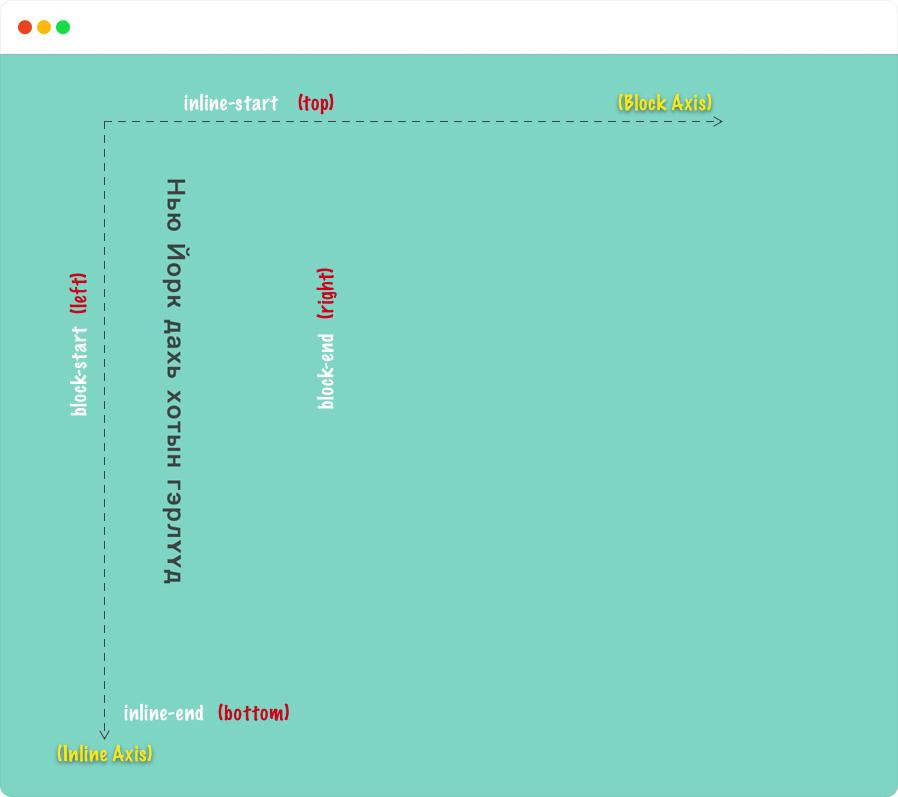 inline-start (top)
(Block Axis)
block-start (left)
Нью Йорк дахь хотын гэрлүүд
block-end (right)
inline-end (bottom)
(Inline Axis)